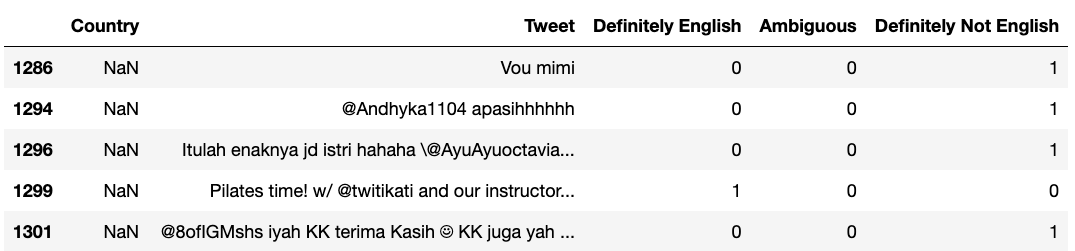 Country Tweet Definitely English Ambiguous Definitely Not English
1286 NaN Vou mimi 0 0 1
1294 NaN @Andhyka1104 apasihhhhhh 0 0 1
1296 NaN Itulah enaknya jd istri hahaha \@AyuAyuoctavia... 0 0 1
1299 NaN Pilates time! w/ @twitikati and our instructor... 1 0 0
1301 NaN @8oflGMshs iyah KK terima Kasih ☺ KK juga yah ... 0 0 1